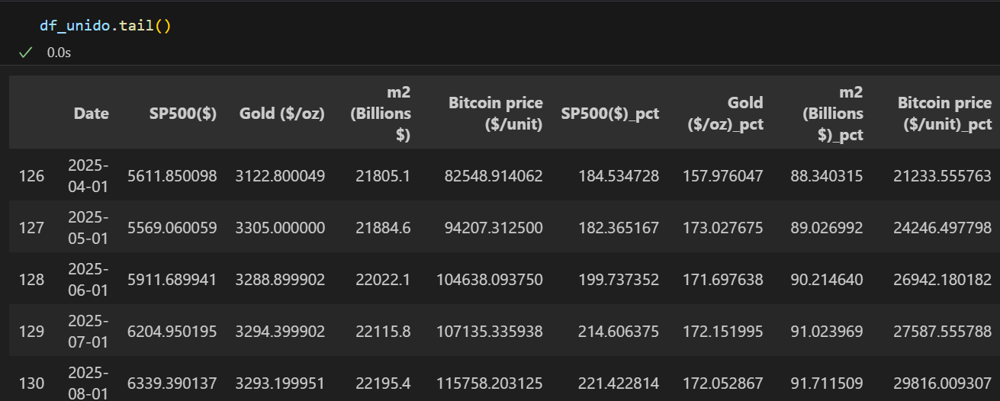 df_unido.tail()
✓ 0.0s
Date SP500($) Gold ($/oz) m2 (Billions $) Bitcoin price ($/unit) SP500($)_pct Gold ($/oz)_pct m2 (Billions $)_pct Bitcoin price ($/unit)_pct
126 2025-04-01 5611.850098 3122.800049 21805.1 82548.914062 184.534728 157.976047 88.340315 21233.555763
127 2025-05-01 5569.060059 3305.000000 21884.6 94207.312500 182.365167 173.027675 89.026992 24246.497798
128 2025-06-01 5911.689941 3288.899902 22022.1 104638.093750 199.737352 171.697638 90.214640 26942.180182
129 2025-07-01 6204.950195 3294.399902 22115.8 107135.335938 214.606375 172.151995 91.023969 27587.555788
130 2025-08-01 6339.390137 3293.199951 22195.4 115758.203125 221.422814 172.052867 91.711509 29816.009307